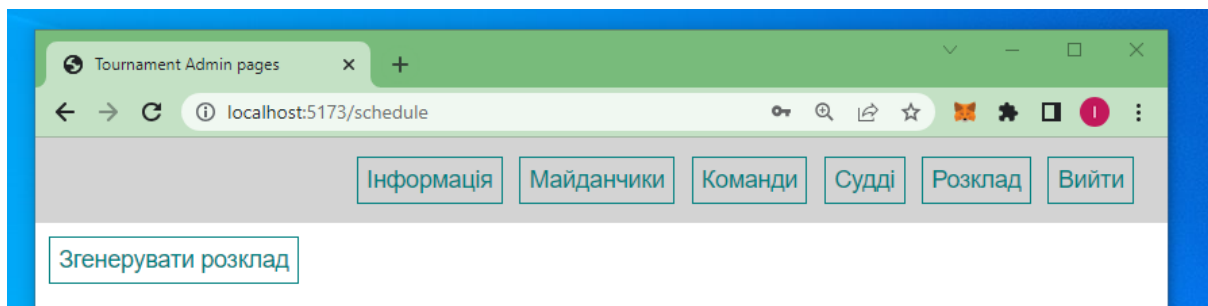 Tournament Admin pages
localhost:5173/schedule
I
Інформація Майданчики Команди Судді Розклад Вийти
Згенерувати розклад